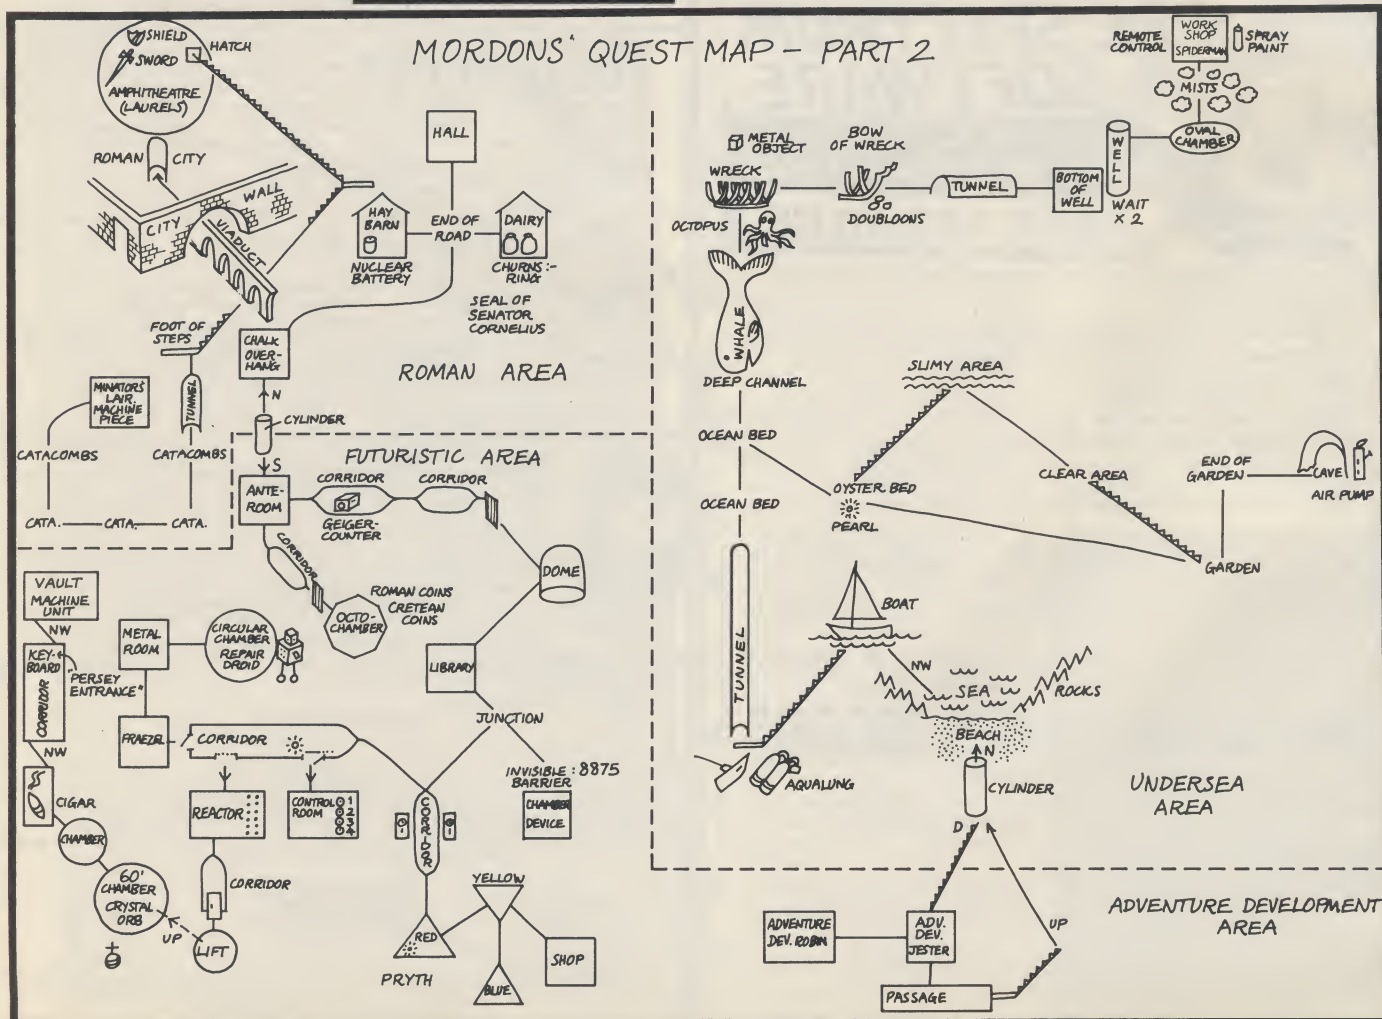 MORDONS' QUEST MAP - PART 2
SHIELD
SWORD
HATCH
AMPHITHEATRE
(LAURELS)
ROMAN CITY
CITY WALL
VIADUCT
HALL
HAY
BARN
NUCLEAR
BATTERY
END OF
ROAD
DAIRY
CHURNS:-
RING
SEAL OF
SENATOR
CORNELIUS
FOOT OF
STEPS
CHALK
OVER-
HANG
ROMAN AREA
MINATORS'
LAIR
MACHINE
PIECE
TUNNEL
N
CYLINDER
CATACOMBS
CATACOMBS
CATA.
CATA.
CATA.
S
FUTURISTIC AREA
ANTE-
ROOM
CORRIDOR
GEIGER-
COUNTER
CORRIDOR
CORRIDOR
DOME
OCTO-
CHAMBER
ROMAN COINS
CRETEAN
COINS
VAULT
MACHINE
UNIT
NW
KEY-
BOARD
CORRIDOR
"PERSEY
ENTRANCE"
NW
CIGAR
CHAMBER
60'
CHAMBER
CRYSTAL
ORB
UP
LIFT
METAL
ROOM
CIRCULAR
CHAMBER
REPAIR
DROID
LIBRARY
JUNCTION
FRAEZEL
CORRIDOR
INVISIBLE : 8875
BARRIER
CHAMBER
DEVICE
REACTOR
CONTROL
ROOM
1
2
3
4
CORRIDOR
CORRIDOR
YELLOW
RED
BLUE
SHOP
PRYTH
REMOTE
CONTROL
WORK
SHOP
SPIDERMAN
SPRAY
PAINT
MISTS
OVAL
CHAMBER
WELL
WAIT
x 2
BOTTOM
OF
WELL
TUNNEL
BOW
OF WRECK
DOUBLOONS
METAL
OBJECT
WRECK
OCTOPUS
WHALE
DEEP CHANNEL
OCEAN BED
OCEAN BED
SLIMY AREA
OYSTER BED
PEARL
CLEAR AREA
END OF
GARDEN
CAVE
AIR PUMP
GARDEN
TUNNEL
BOAT
NW
SEA
ROCKS
BEACH
N
AQUALUNG
CYLINDER
UNDERSEA
AREA
D
UP
ADVENTURE
DEV. ROBIN
ADV.
DEV.
JESTER
PASSAGE
ADVENTURE DEVELOPMENT
AREA